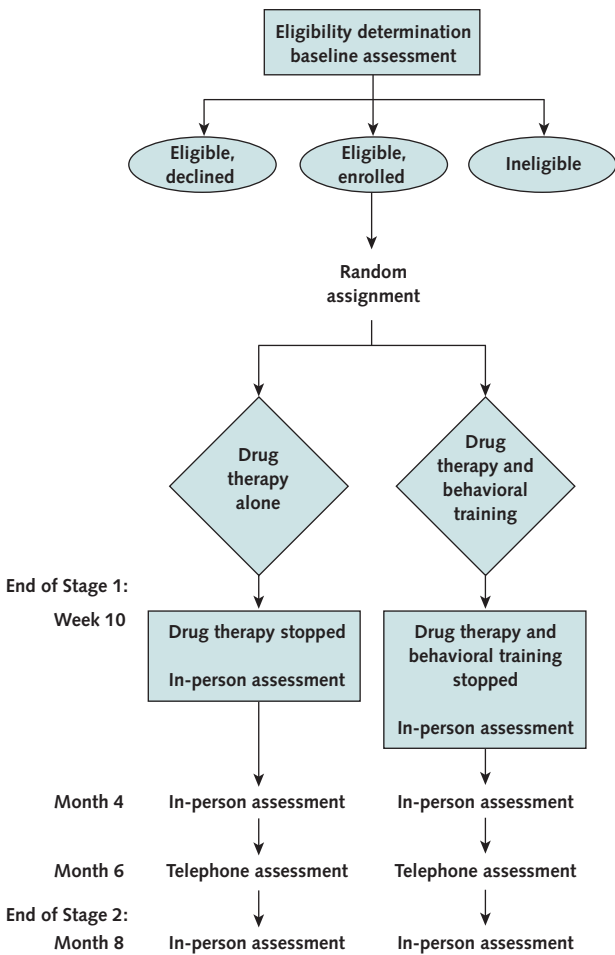 Eligibility determination
baseline assessment
Eligible,
declined
Eligible,
enrolled
Ineligible
Random
assignment
Drug
therapy
alone
Drug
therapy and
behavioral
training
End of Stage 1:
Week 10
Drug therapy stopped
In-person assessment
Drug therapy and
behavioral training
stopped
In-person assessment
Month 4
In-person assessment
In-person assessment
Month 6
Telephone assessment
Telephone assessment
End of Stage 2:
Month 8
In-person assessment
In-person assessment